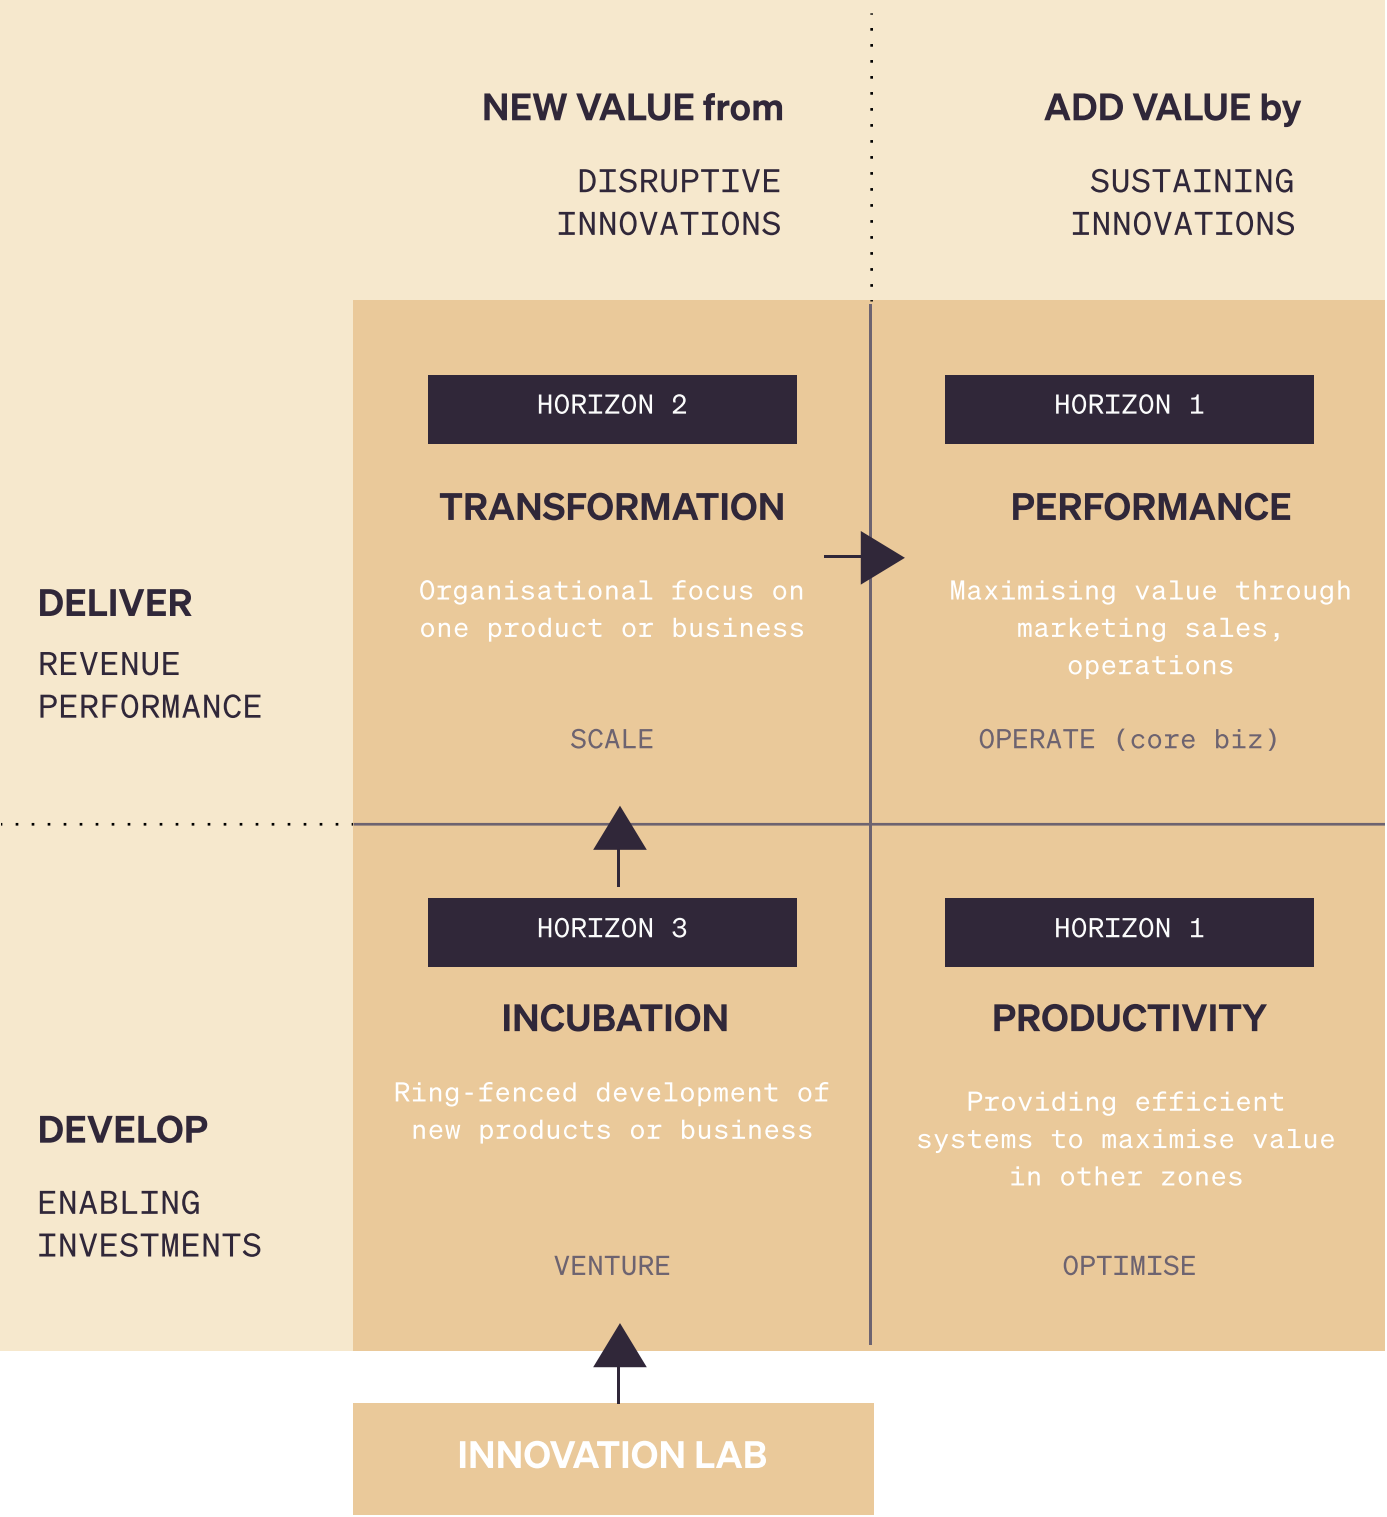 NEW VALUE from
DISRUPTIVE
INNOVATIONS
ADD VALUE by
SUSTAINING
INNOVATIONS
DELIVER
REVENUE
PERFORMANCE
HORIZON 2
TRANSFORMATION
Organisational focus on
one product or business
SCALE
HORIZON 1
PERFORMANCE
Maximising value through
marketing sales,
operations
OPERATE (core biz)
DEVELOP
ENABLING
INVESTMENTS
HORIZON 3
INCUBATION
Ring-fenced development of
new products or business
VENTURE
HORIZON 1
PRODUCTIVITY
Providing efficient
systems to maximise value
in other zones
OPTIMISE
INNOVATION LAB